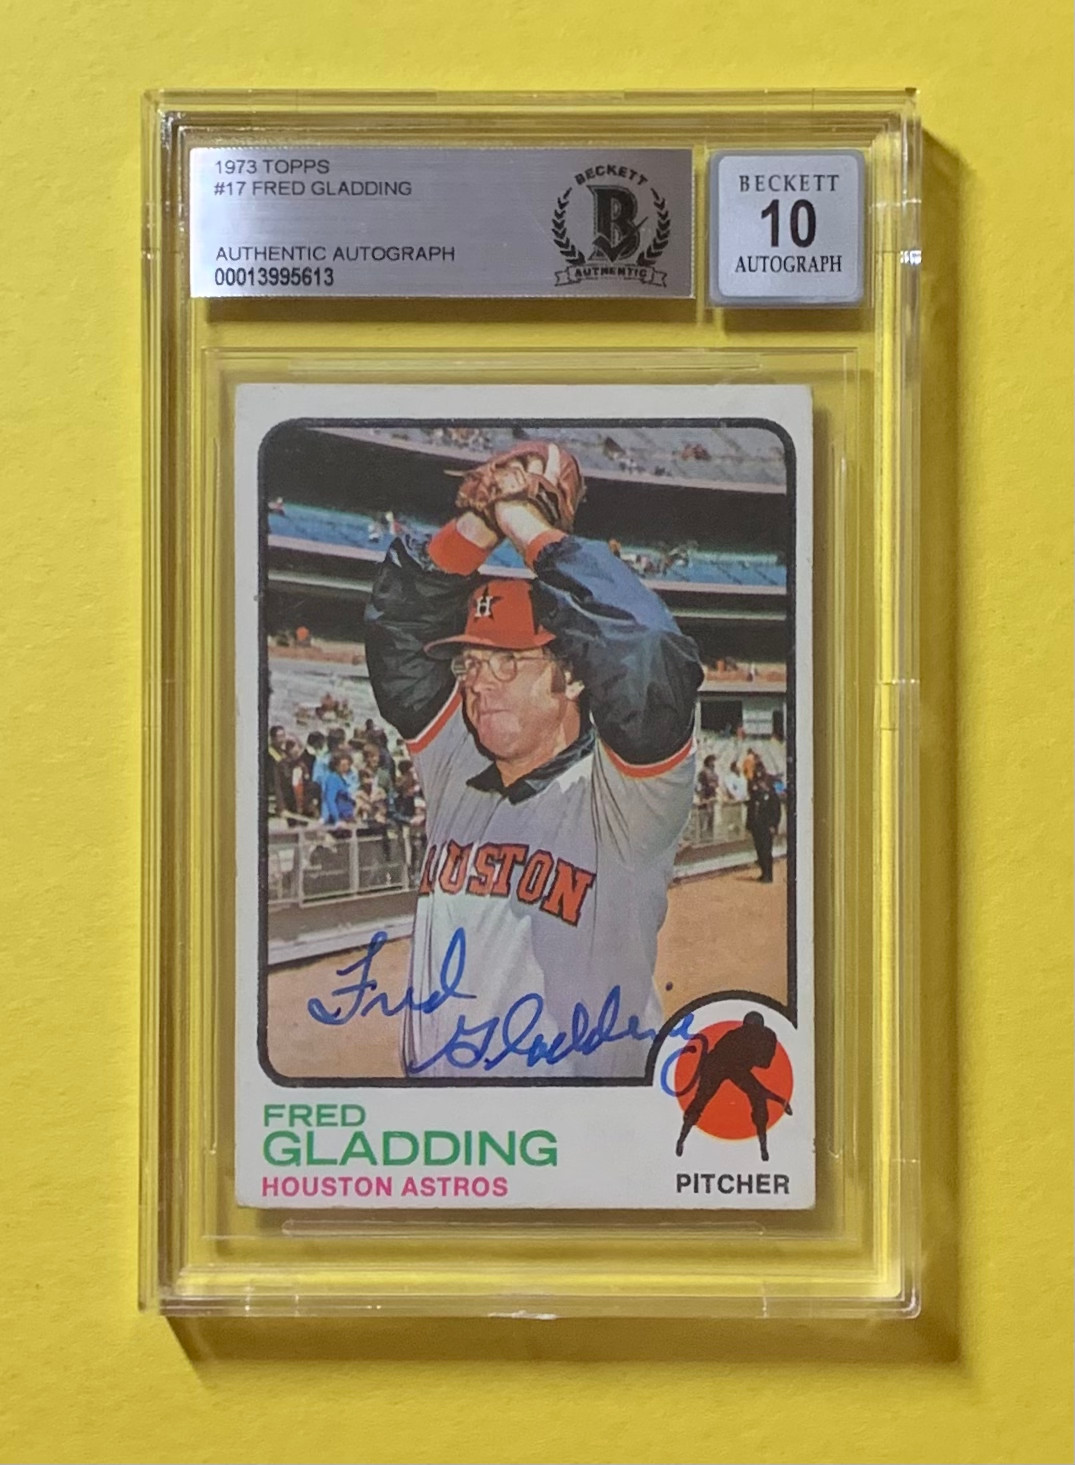 1973 TOPPS
#17 FRED GLADDING
AUTHENTIC AUTOGRAPH
00013995613
BECKETT
B
AUTHENTIC
BECKETT
10
AUTOGRAPH
H
USTON
Fred
Gladding
FRED
GLADDING
HOUSTON ASTROS
PITCHER